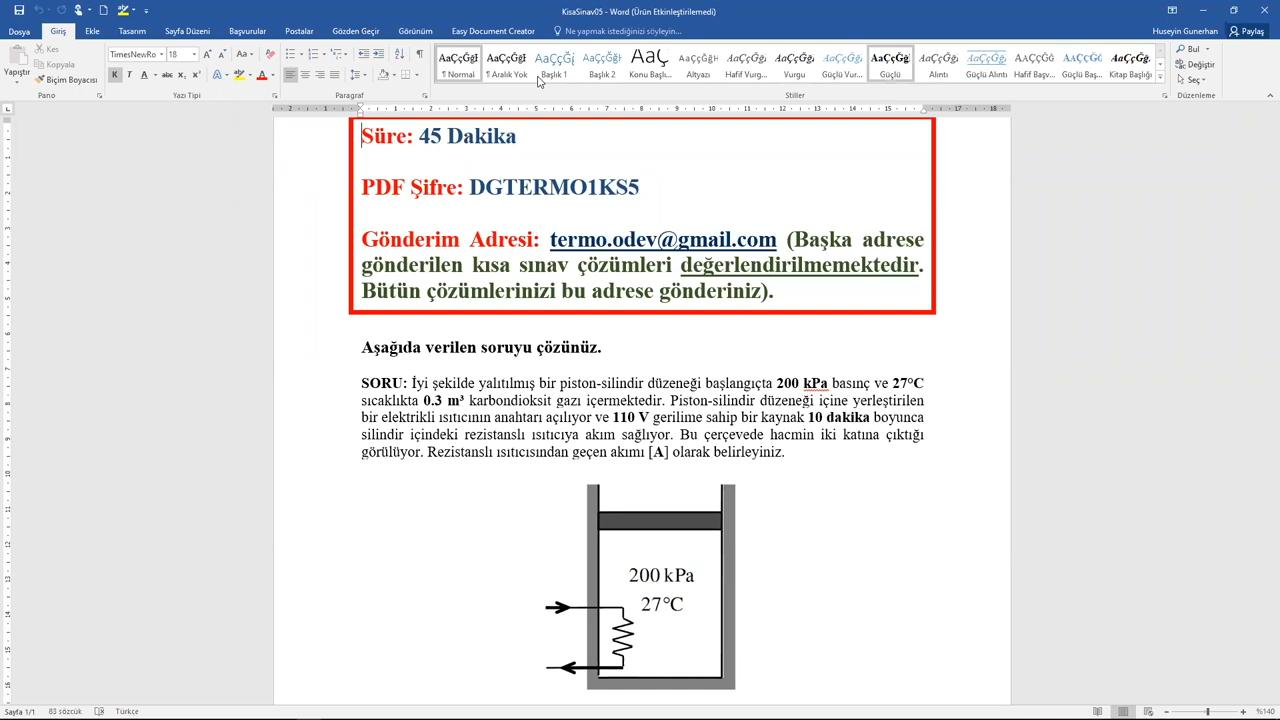 KisaSinav05 - Word (Ürün Etkinleştirilemedi)
Huseyin Gunerhan
Paylaş
Dosya Giriş Ekle Tasarım Sayfa Düzeni Başvurular Postalar Gözden Geçir Görünüm Easy Document Creator Ne yapmak istediğinizi söyleyin...
Yapıştır
Kes
Kopyala
Biçim Boyacısı
Pano
TimesNewRo 18
Yazı Tipi
Paragraf
¶ Normal ¶ Aralık Yok Başlık 1 Başlık 2 Konu Başlı... Altyazı Hafif Vurg... Vurgu Güçlü Vur... Güçlü Alıntı Güçlü Alıntı Hafif Başv... Güçlü Baş... Kitap Başlığı
Stiller
Bul
Değiştir
Seç
Düzenleme
Süre: 45 Dakika
PDF Şifre: DGTERMO1KS5
Gönderim Adresi: termo.odev@gmail.com (Başka adrese
gönderilen kısa sınav çözümleri değerlendirilmemektedir.
Bütün çözümlerinizi bu adrese gönderiniz).
Aşağıda verilen soruyu çözünüz.
SORU: İyi şekilde yalıtılmış bir piston-silindir düzeneği başlangıçta 200 kPa basınç ve 27°C
sıcaklıkta 0.3 m³ karbondioksit gazı içermektedir. Piston-silindir düzeneği içine yerleştirilen
bir elektrikli ısıtıcının anahtarı açılıyor ve 110 V gerilime sahip bir kaynak 10 dakika boyunca
silindir içindeki rezistanslı ısıtıcıya akım sağlıyor. Bu çerçevede hacmin iki katına çıktığı
görülüyor. Rezistanslı ısıtıcısından geçen akımı [A] olarak belirleyiniz.
200 kPa
27°C
Sayfa 1/1 83 sözcük Türkçe
%140